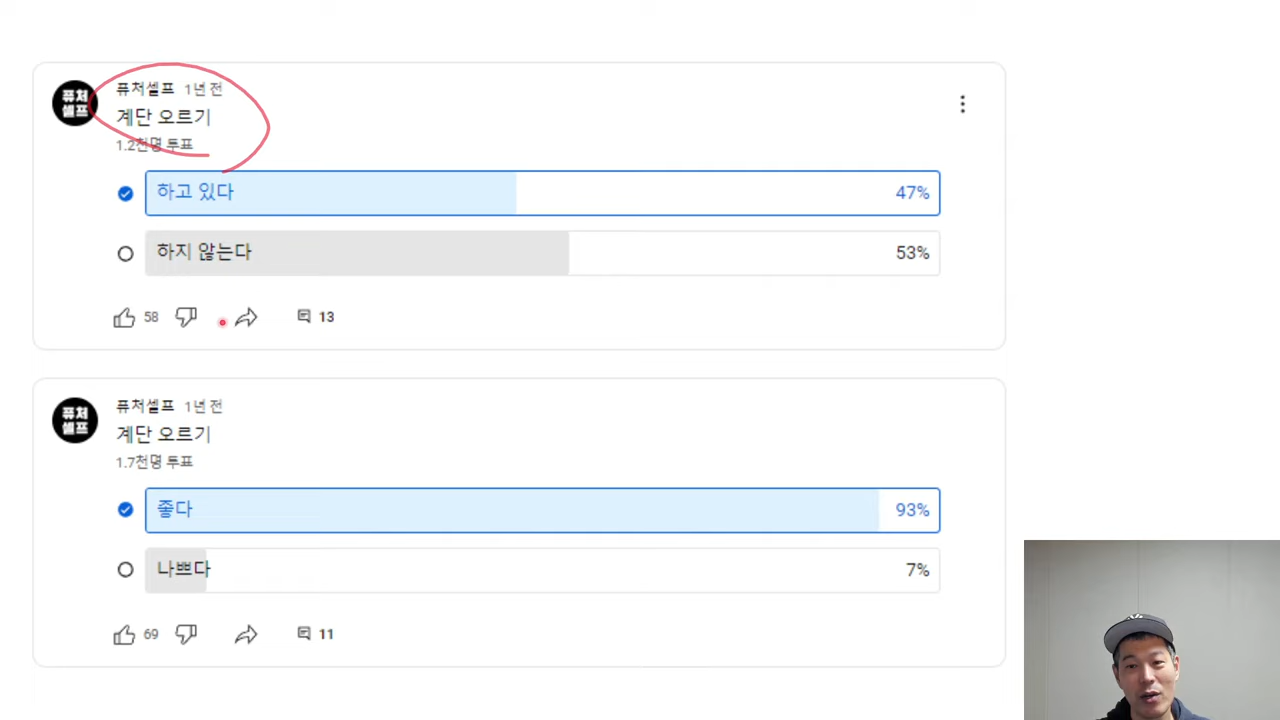 퓨처
셀프
퓨처셀프 1년 전
계단 오르기
1.2천명 투표
하고 있다 47%
하지 않는다 53%
58 13
퓨처
셀프
퓨처셀프 1년 전
계단 오르기
1.7천명 투표
좋다 93%
나쁘다 7%
69 11